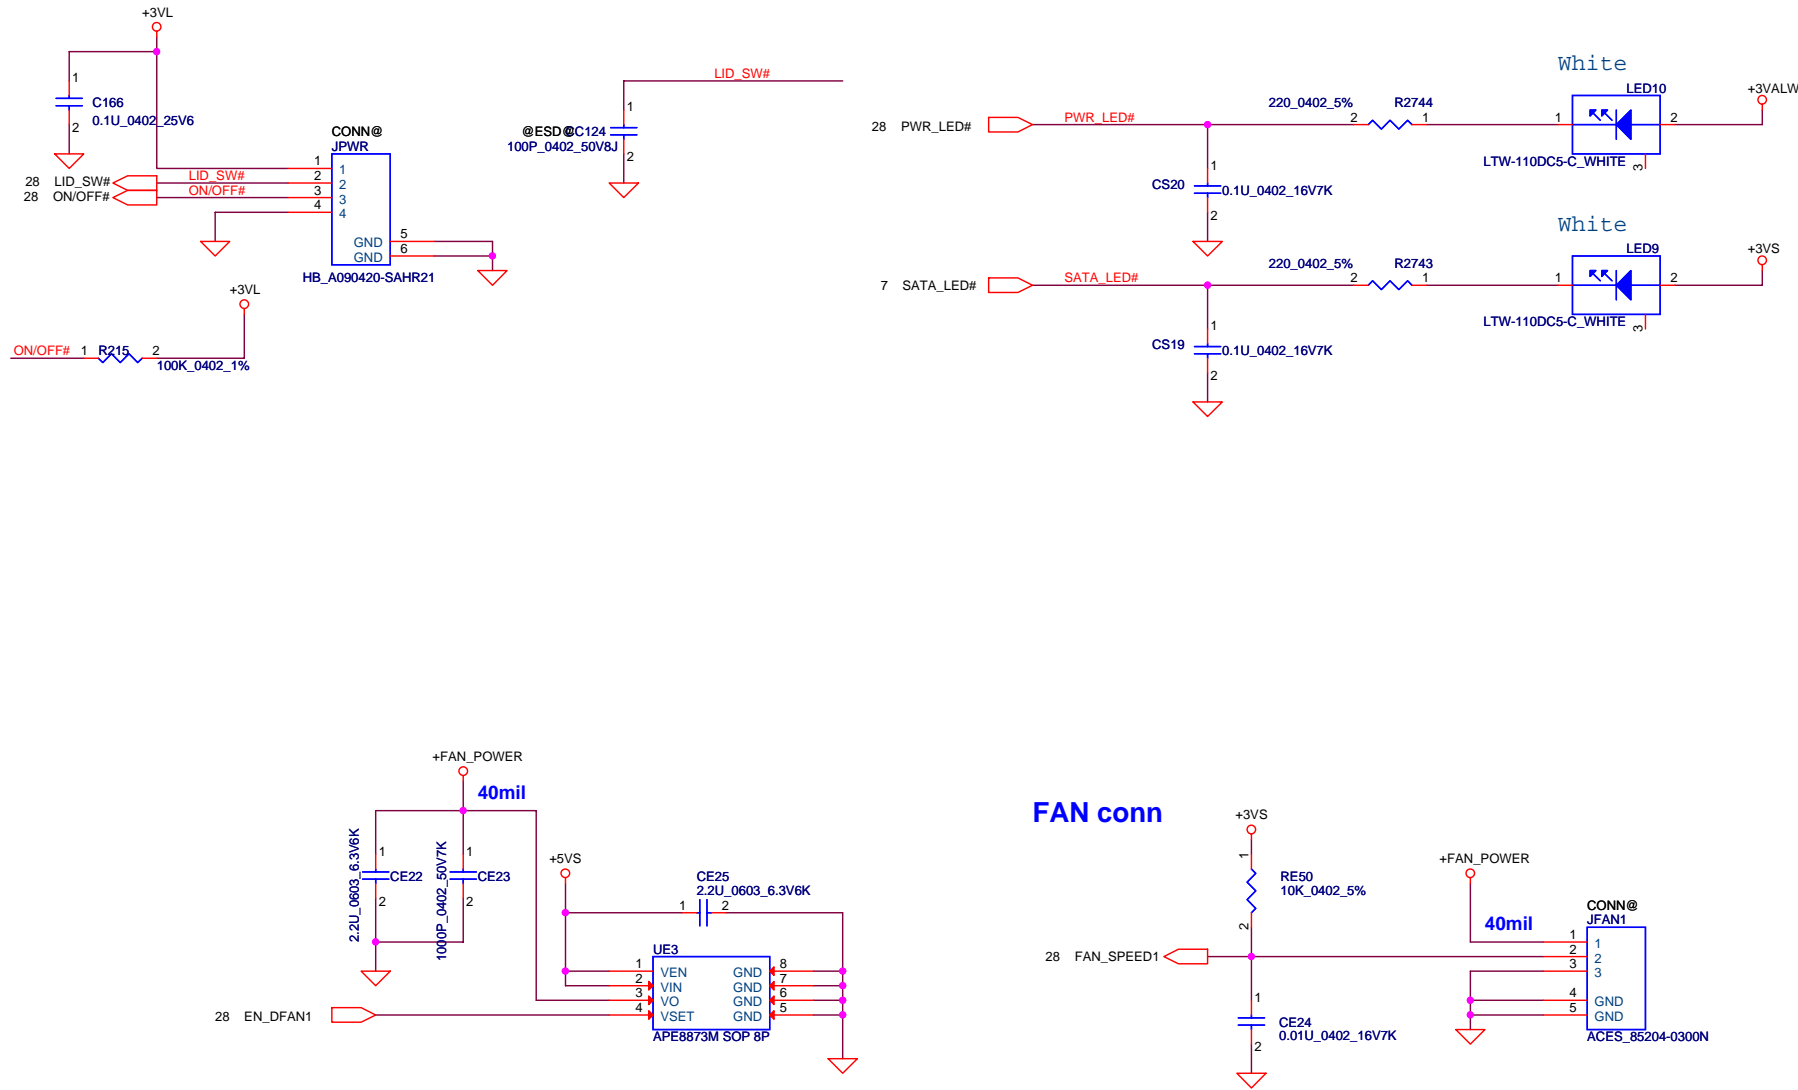 +3VL
1
C166
0.1U_0402_25V6
2
CONN@
JPWR
1 1
28 LID_SW# LID_SW# 2 2
28 ON/OFF# ON/OFF# 3 3
4 4
GND 5
GND 6
HB_A090420-SAHR21
+3VL
ON/OFF# 1 R215 2
100K_0402_1%
LID_SW#
1
@ESD@ C124
100P_0402_50V8J
2
White
LED10
+3VALW
220_0402_5% R2744
28 PWR_LED# PWR_LED# 2 1 1 2
LTW-110DC5-C_WHITE 3
1
CS20 0.1U_0402_16V7K
2
White
LED9
+3VS
220_0402_5% R2743
7 SATA_LED# SATA_LED# 2 1 1 2
LTW-110DC5-C_WHITE 3
1
CS19 0.1U_0402_16V7K
2
+FAN_POWER
40mil
1 1
2.2U_0603_6.3V6K CE22
1000P_0402_50V7K CE23
2 2
+5VS
CE25
2.2U_0603_6.3V6K
1 2
UE3
1 VEN GND 8
2 VIN GND 7
3 VO GND 6
28 EN_DFAN1 4 VSET GND 5
APE8873M SOP 8P
FAN conn
+3VS
1
RE50
10K_0402_5%
2
28 FAN_SPEED1
1
CE24
0.01U_0402_16V7K
2
+FAN_POWER
40mil
CONN@
JFAN1
1 1
2 2
3 3
4 GND
5 GND
ACES_85204-0300N